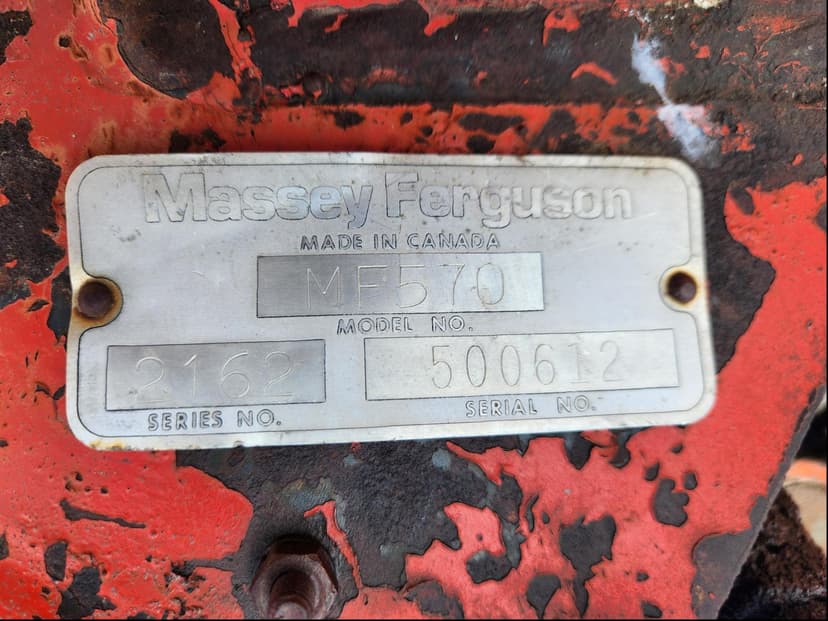 Massey Ferguson
MADE IN CANADA
MF570
MODEL NO.
2162 500612
SERIES NO. SERIAL NO.